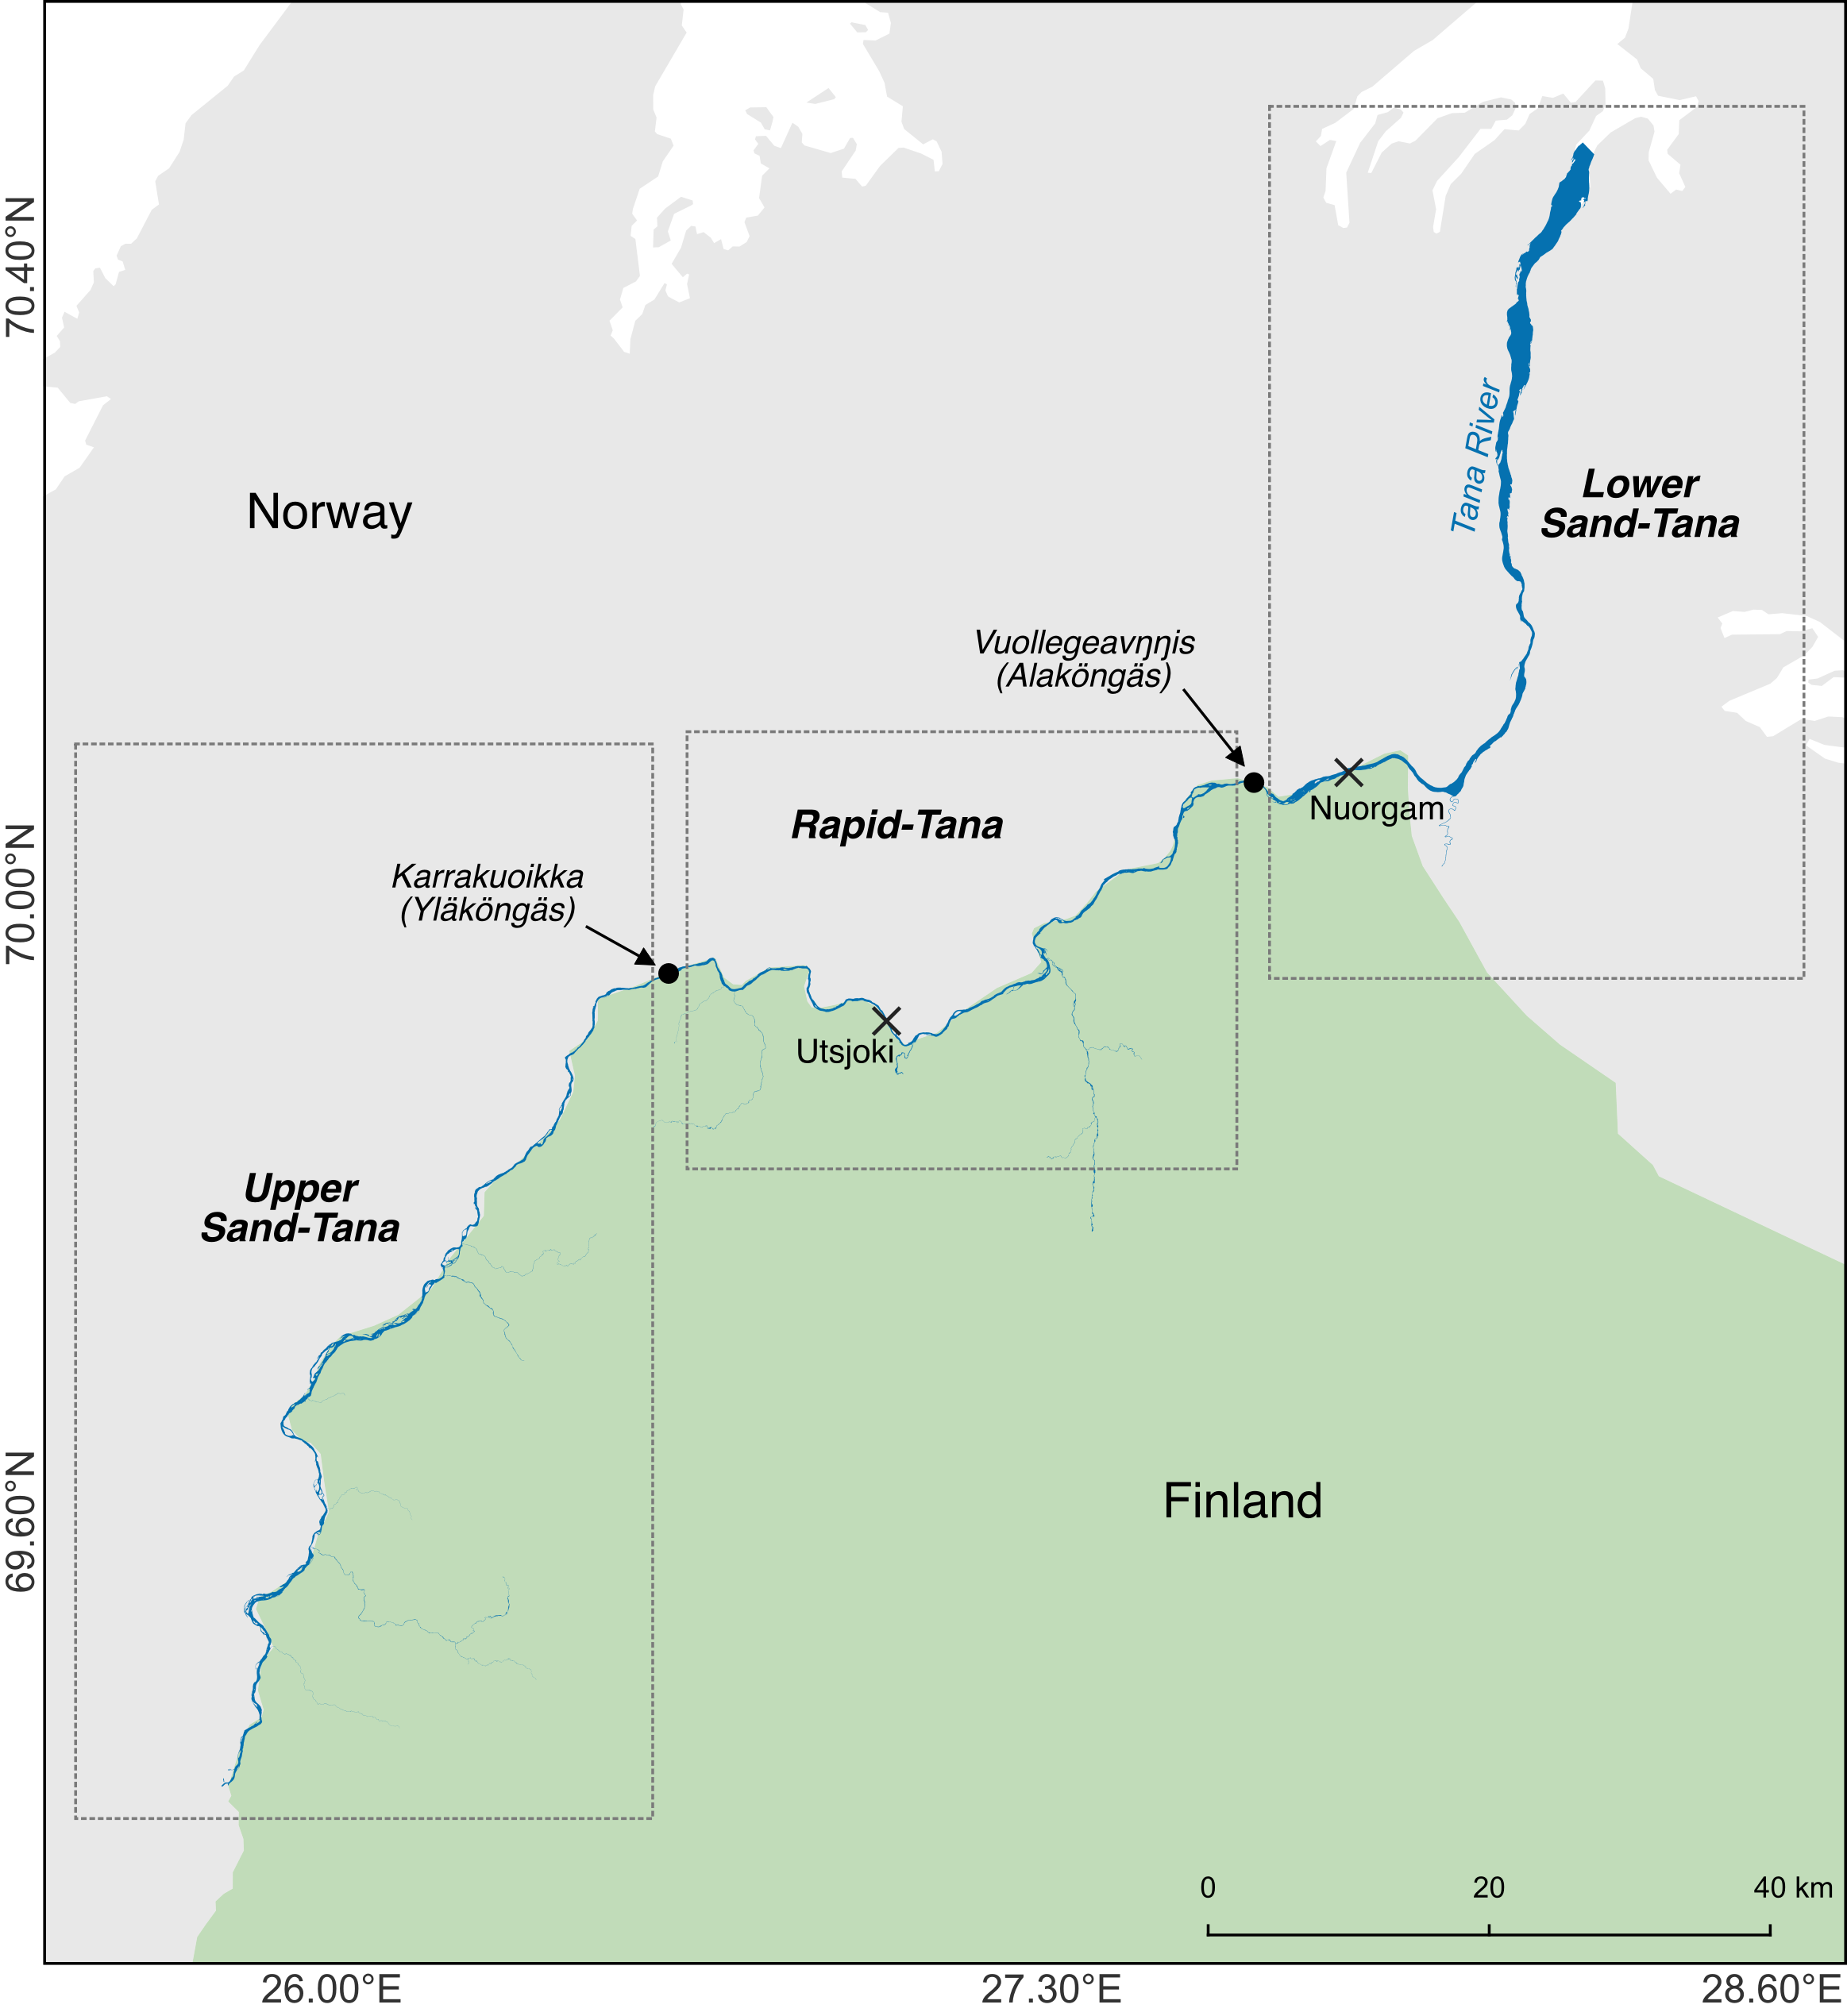 70.40°N
Norway
Tana River
Lower
Sand-Tana
Vuollegeavŋŋis
(Alaköngäs)
Nuorgam
Rapid-Tana
70.00°N
Karrakuoikka
(Yläköngäs)
Utsjoki
Upper
Sand-Tana
69.60°N
Finland
0 20 40 km
26.00°E 27.30°E 28.60°E